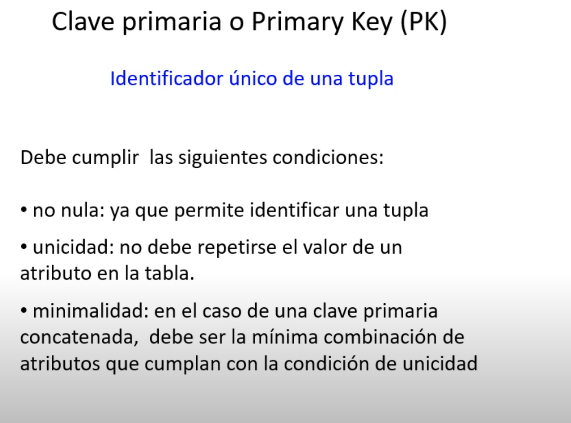 Clave primaria o Primary Key (PK)
Identificador único de una tupla
Debe cumplir las siguientes condiciones:
• no nula: ya que permite identificar una tupla
• unicidad: no debe repetirse el valor de un
atributo en la tabla.
• minimalidad: en el caso de una clave primaria
concatenada, debe ser la mínima combinación de
atributos que cumplan con la condición de unicidad